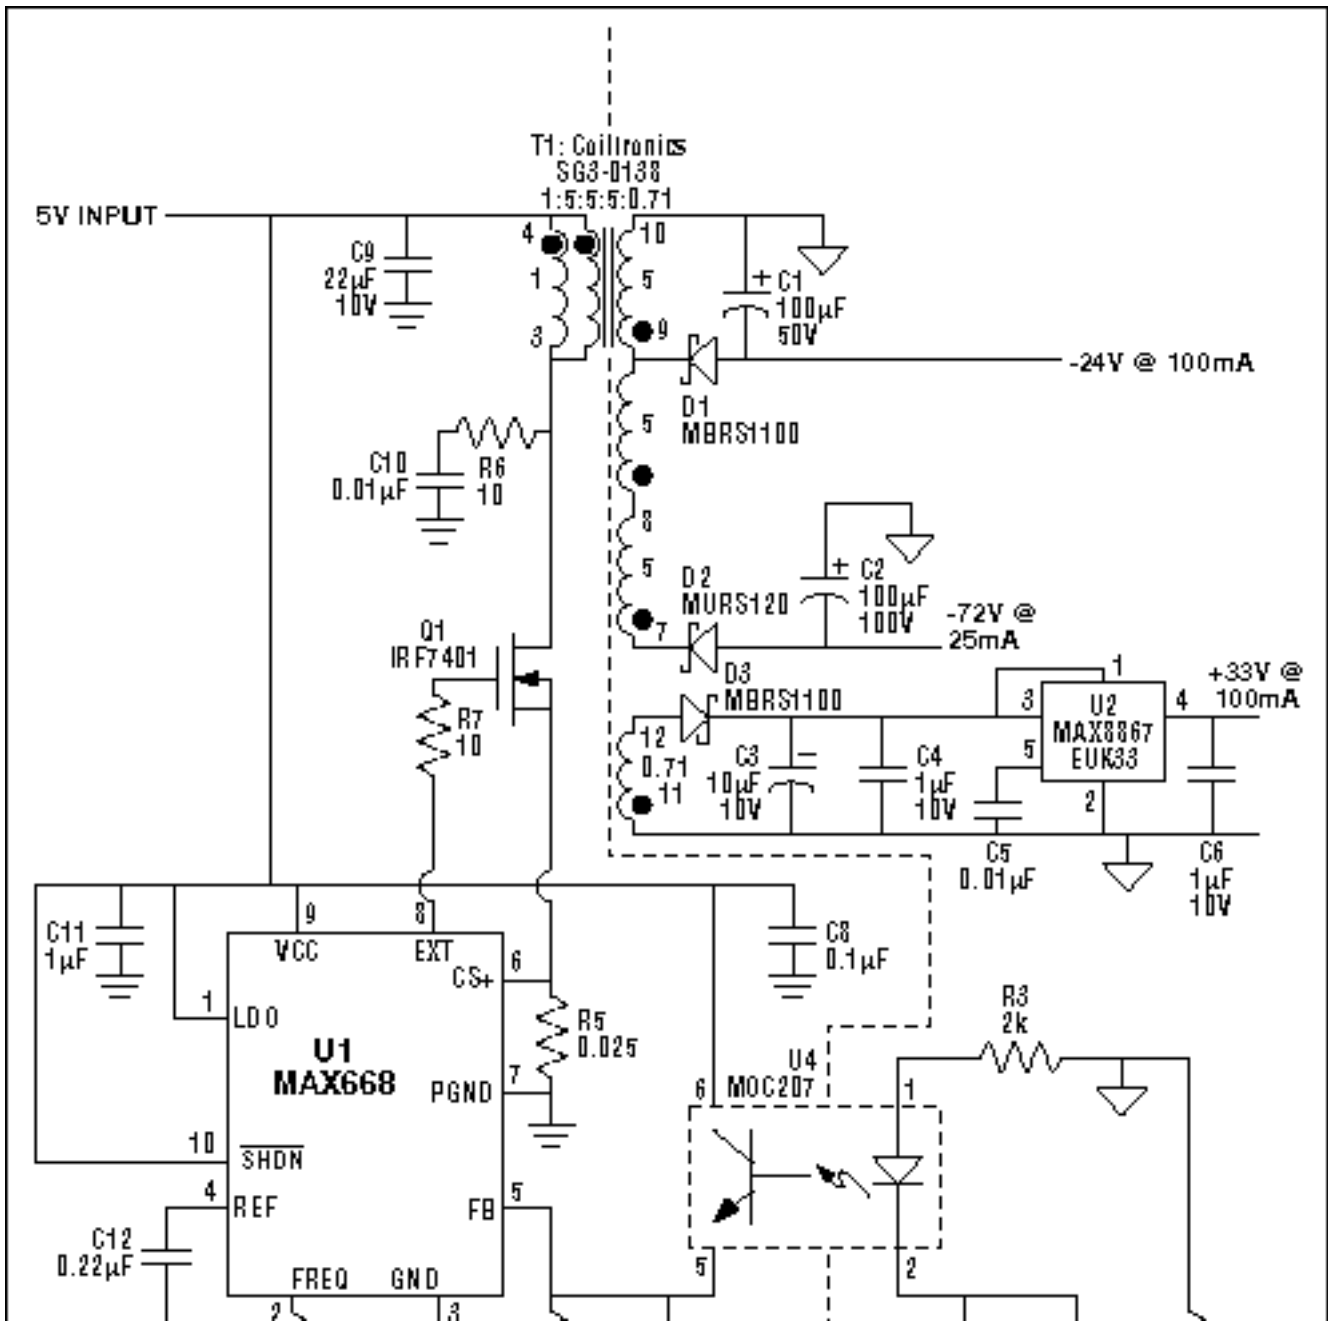 T1: Coiltronics
SG3-0138
1:5:5:5:0.71
5V INPUT
4
10
C9
22µF
10V
1
5
+
C1
100µF
50V
3
9
-24V @ 100mA
D1
MBRS1100
5
C10
0.01µF
R6
10
8
5
D2
MURS120
+
C2
100µF
100V
-72V @
25mA
7
Q1
IRF7401
D3
MBRS1100
1
+33V @
100mA
R7
10
12
0.71
11
C3
10µF
10V
C4
1µF
10V
3
U2
MAX8867
EUK33
4
5
2
C5
0.01µF
C6
1µF
10V
C11
1µF
9
8
VCC
EXT
6
CS+
C8
0.1µF
1
LDO
R5
0.025
R3
2k
U1
MAX668
7
PGND
U4
MOC207
6
1
10
SHDN
4
REF
5
FB
C12
0.22µF
5
2
FREQ
GND
2
3